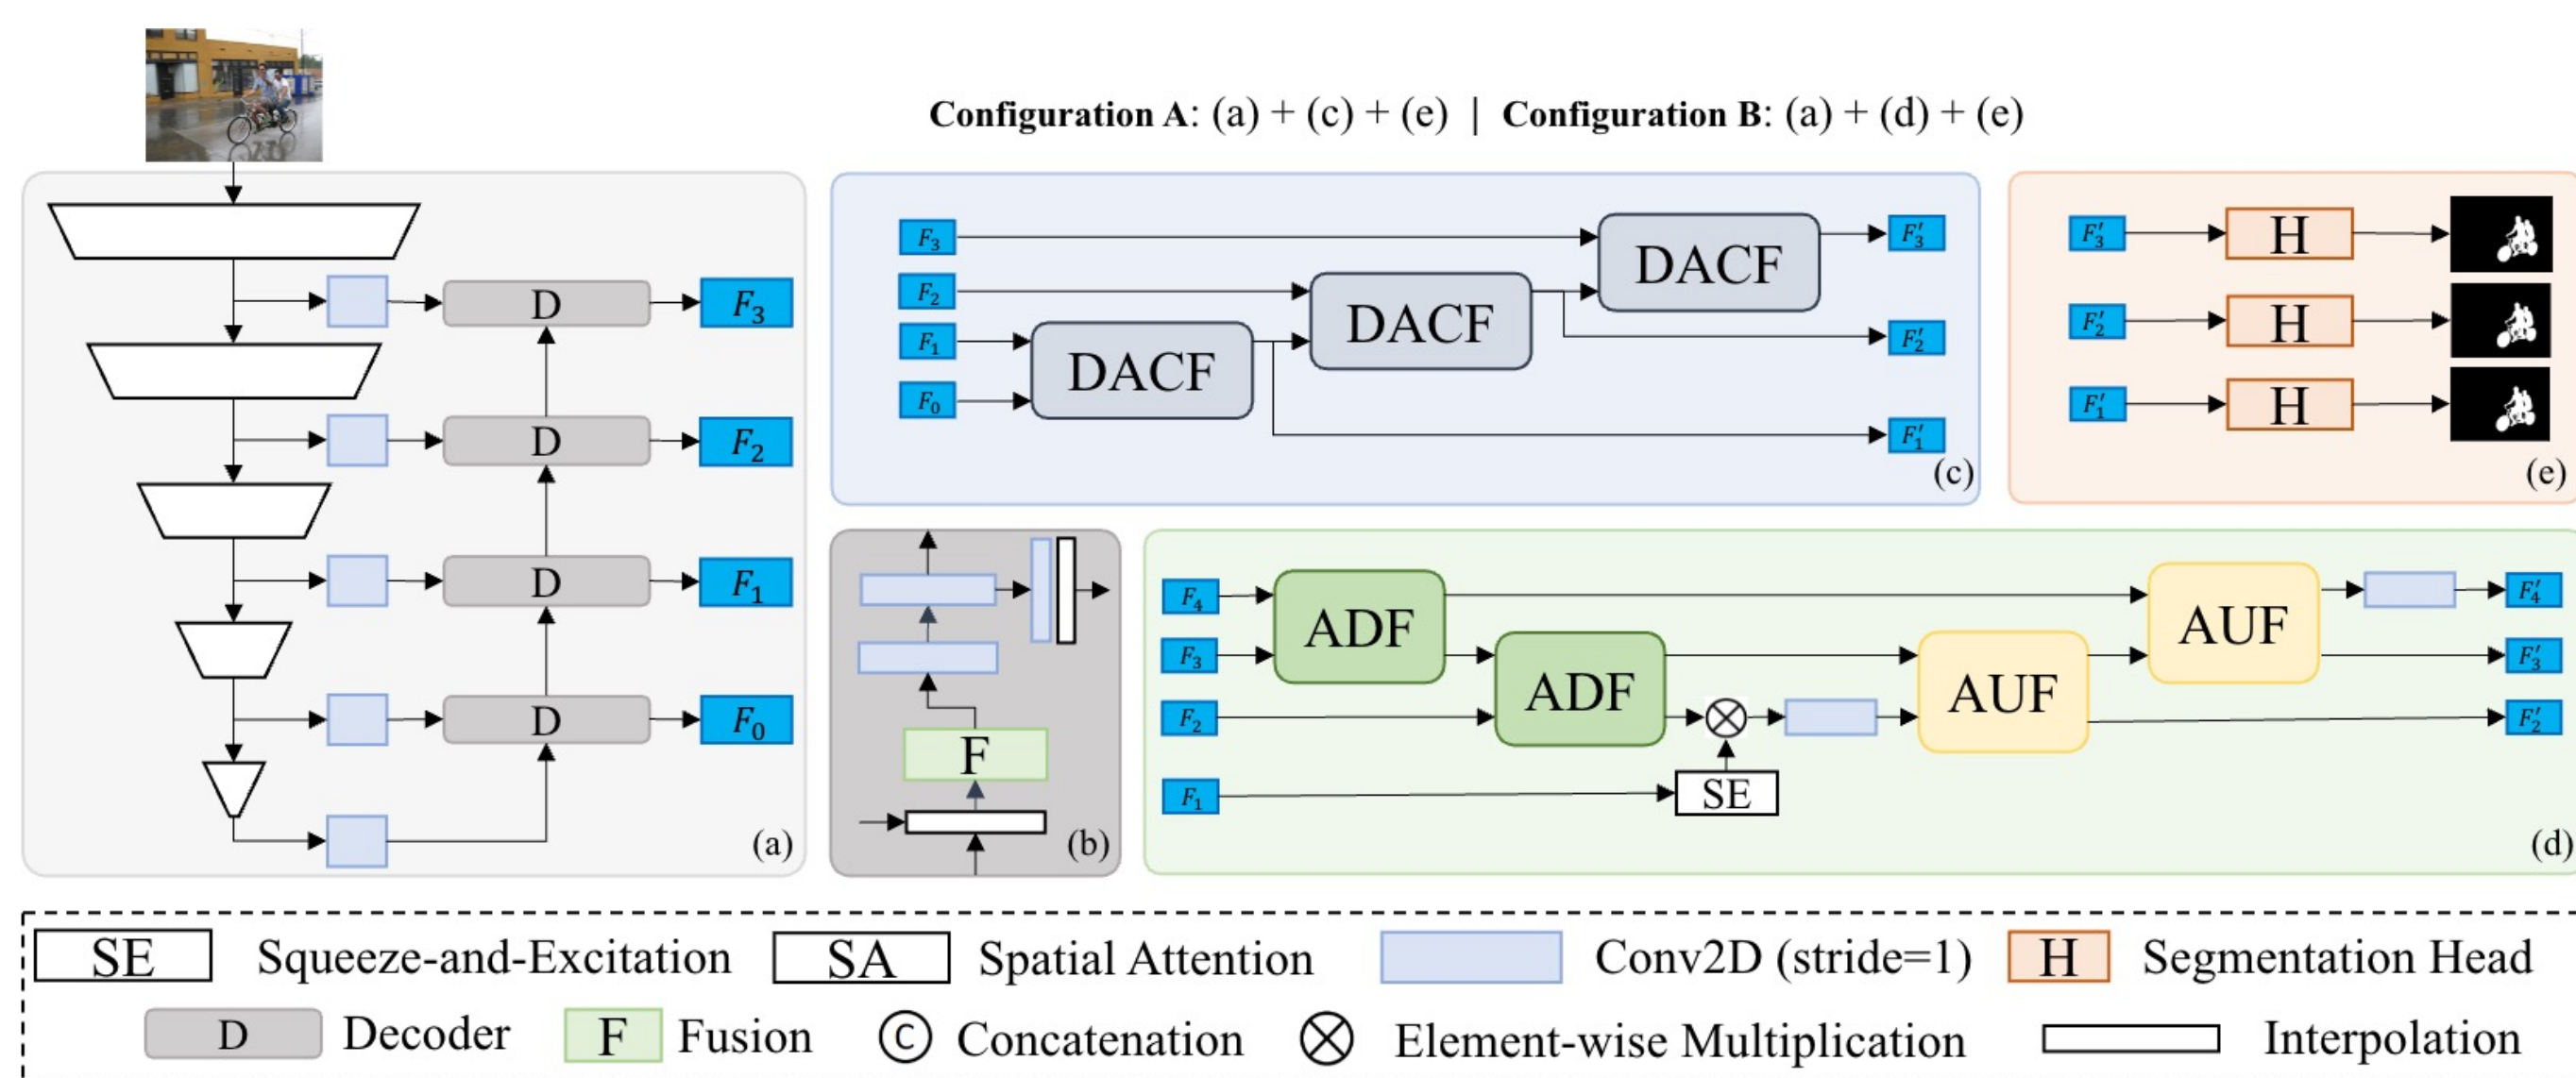 Configuration A: (a) + (c) + (e) | Configuration B: (a) + (d) + (e)
D
F₃
D
F₂
D
F₁
D
F₀
(a)
F₃
F₂
F₁
F₀
DACF
DACF
DACF
F′₃
F′₂
F′₁
(c)
F′₃
H
F′₂
H
F′₁
H
(e)
F
(b)
F₄
F₃
F₂
F₁
ADF
ADF
SE
AUF
AUF
F′₄
F′₃
F′₂
(d)
SE Squeeze-and-Excitation SA Spatial Attention Conv2D (stride=1) H Segmentation Head
D Decoder F Fusion C Concatenation Element-wise Multiplication Interpolation